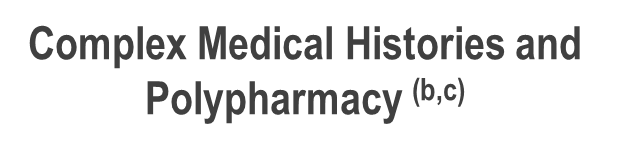 Complex Medical Histories and
Polypharmacy (b,c)